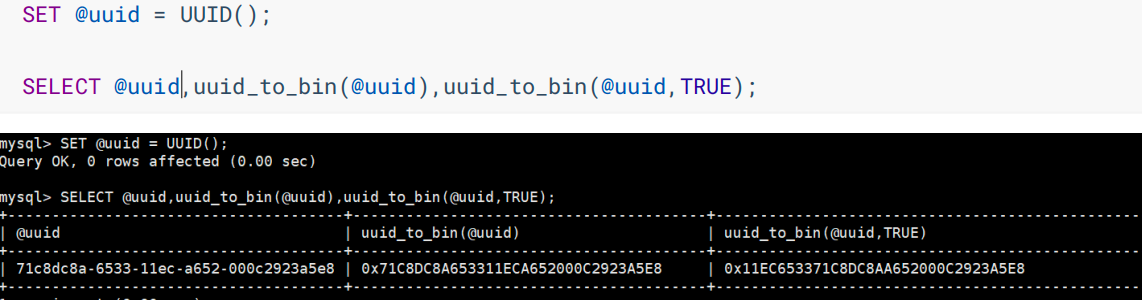 SET @uuid = UUID();
SELECT @uuid,uuid_to_bin(@uuid),uuid_to_bin(@uuid,TRUE);
mysql> SET @uuid = UUID();
Query OK, 0 rows affected (0.00 sec)
mysql> SELECT @uuid,uuid_to_bin(@uuid),uuid_to_bin(@uuid,TRUE);
| @uuid | uuid_to_bin(@uuid) | uuid_to_bin(@uuid,TRUE)
| 71c8dc8a-6533-11ec-a652-000c2923a5e8 | 0x71C8DC8A653311ECA652000C2923A5E8 | 0x11EC653371C8DC8AA652000C2923A5E8